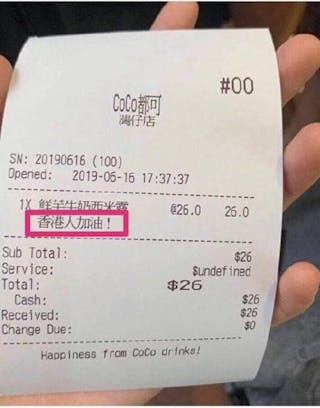 #00
CoCo都可
灣仔店
SN: 20190616 (100)
Opened: 2019-06-16 17:37:37
1X 鮮芋牛奶西米露 @26.0 26.0
香港人加油！
Sub Total: $26
Service: $undefined
Total: $26
Cash: $26
Received: $26
Change Due: $0
Happiness from CoCo drinks!